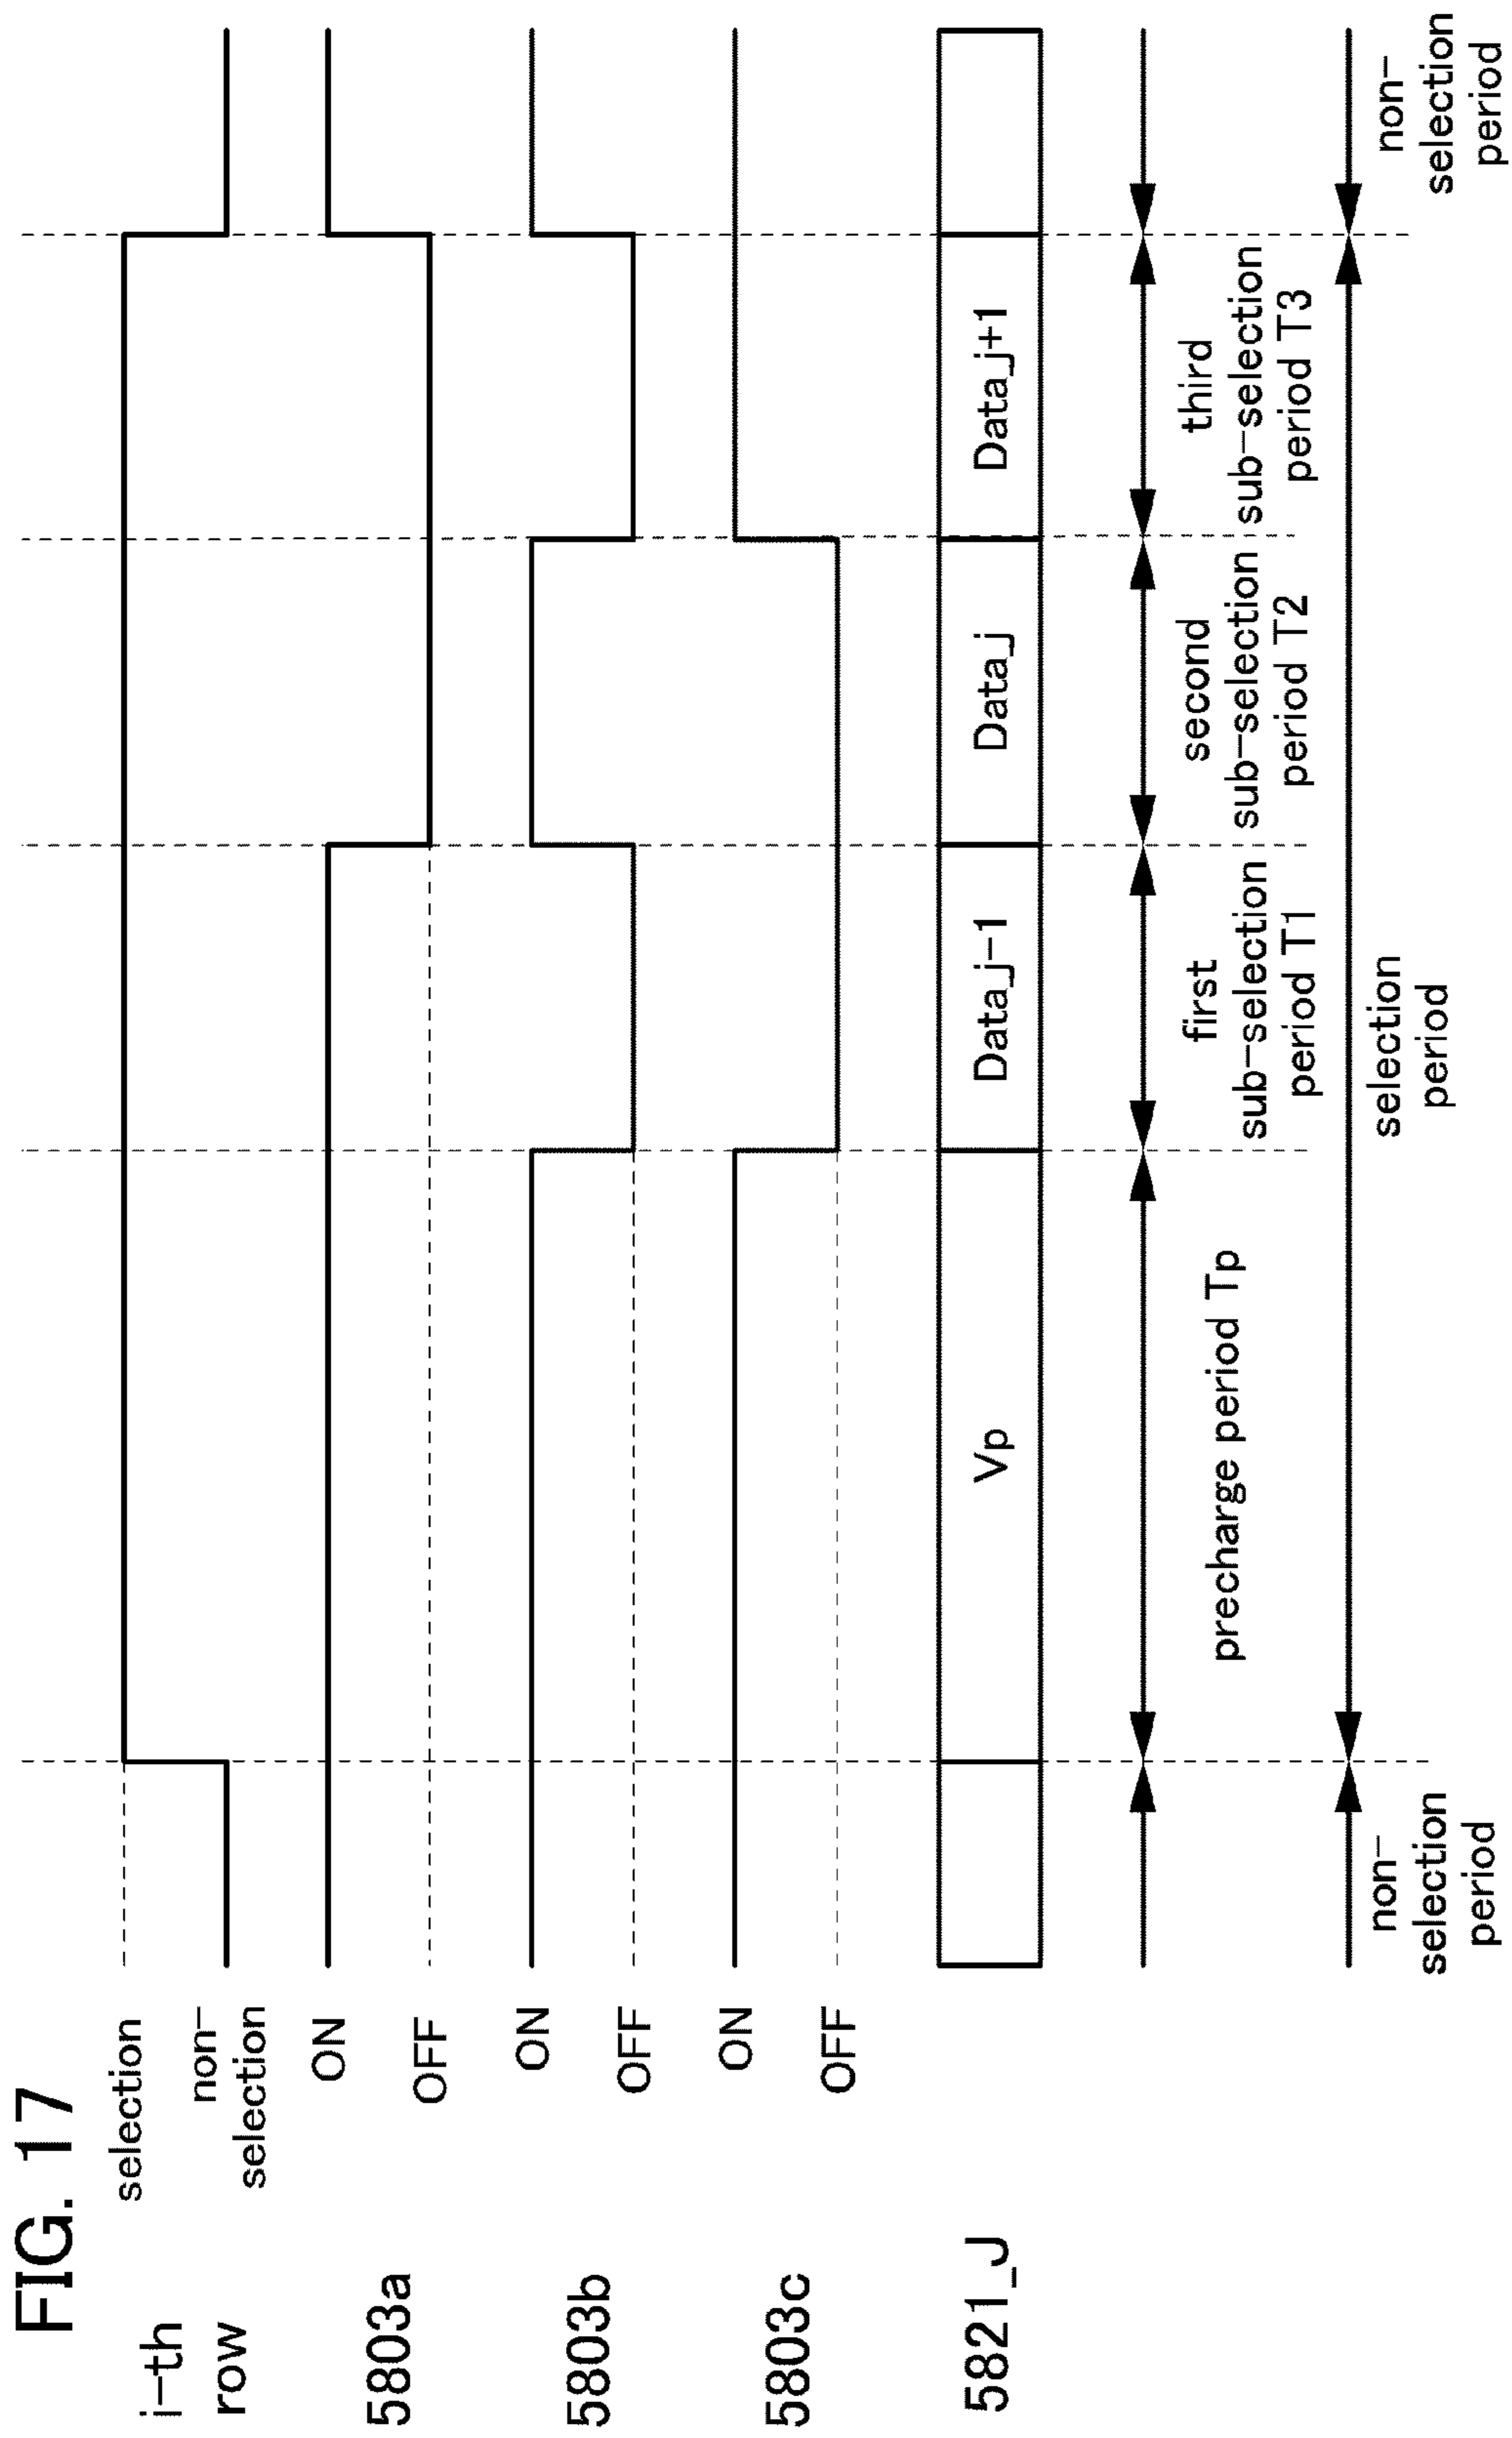 FIG. 17
i-th
row
selection
non-
selection
5803a
ON
OFF
5803b
ON
OFF
5803c
ON
OFF
5821_J
Vp
Data_j-1
Data_j
Data_j+1
precharge period Tp
first
sub-selection
period T1
second
sub-selection
period T2
third
sub-selection
period T3
non-
selection
period
selection
period
non-
selection
period